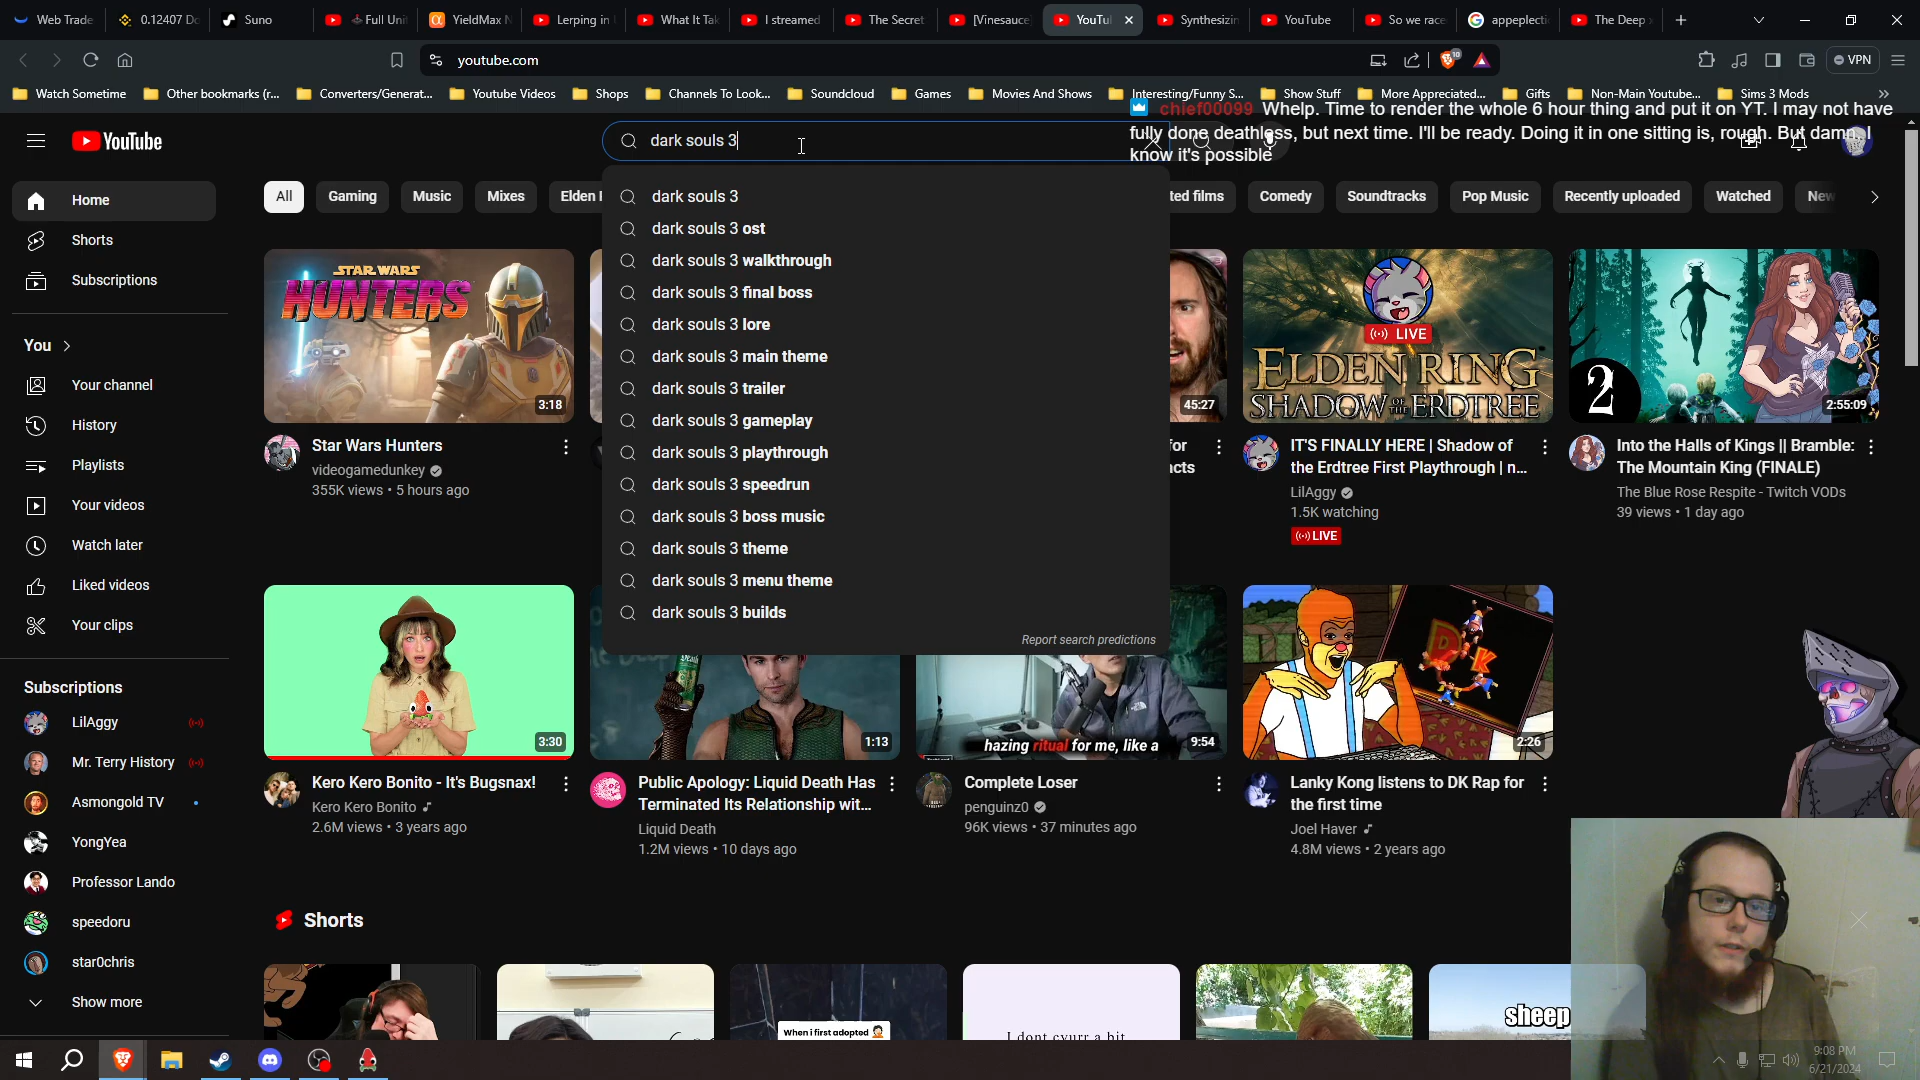 Web Trade
0.12407 Do
Suno
Full Uni
YieldMax N
Lerping in
What It Tak
I streamed
The Secret
[Vinesauce
YouTu
Synthesizin
YouTube
So we race
appeplecti
The Deep
youtube.com
10
VPN
Watch Sometime
Other bookmarks (r...
Converters/Generat...
Youtube Videos
Shops
Channels To Look...
Soundcloud
Games
Movies And Shows
Interesting/Funny S...
Show Stuff
More Appreciated...
Gifts
Non-Main Youtube...
Sims 3 Mods
chief00099 Whelp. Time to render the whole 6 hour thing and put it on YT. I may not have
fully done deathless, but next time. I'll be ready. Doing it in one sitting is, rough. But damn, I
know it's possible
YouTube
dark souls 3
Home
Shorts
Subscriptions
You
Your channel
History
Playlists
Your videos
Watch later
Liked videos
Your clips
Subscriptions
LilAggy
Mr. Terry History
Asmongold TV
YongYea
Professor Lando
speedoru
star0chris
Show more
All
Gaming
Music
Mixes
Elden
ted films
Comedy
Soundtracks
Pop Music
Recently uploaded
Watched
New
dark souls 3
dark souls 3 ost
dark souls 3 walkthrough
dark souls 3 final boss
dark souls 3 lore
dark souls 3 main theme
dark souls 3 trailer
dark souls 3 gameplay
dark souls 3 playthrough
dark souls 3 speedrun
dark souls 3 boss music
dark souls 3 theme
dark souls 3 menu theme
dark souls 3 builds
Report search predictions
STAR WARS
HUNTERS
3:18
Star Wars Hunters
videogamedunkey
355K views • 5 hours ago
45:27
for
acts
LIVE
ELDEN RING
SHADOW OF THE ERDTREE
IT'S FINALLY HERE | Shadow of
the Erdtree First Playthrough | n...
LilAggy
1.5K watching
LIVE
2
2:55:09
Into the Halls of Kings || Bramble:
The Mountain King (FINALE)
The Blue Rose Respite - Twitch VODs
39 views • 1 day ago
3:30
Kero Kero Bonito - It's Bugsnax!
Kero Kero Bonito
2.6M views • 3 years ago
Death
1:13
Public Apology: Liquid Death Has
Terminated Its Relationship wit...
Liquid Death
1.2M views • 10 days ago
hazing ritual for me, like a
9:54
Complete Loser
penguinz0
96K views • 37 minutes ago
DK
2:26
Lanky Kong listens to DK Rap for
the first time
Joel Haver
4.8M views • 2 years ago
Shorts
When i first adopted
I dont cvurr a bit
sheep
9:08 PM
6/21/2024